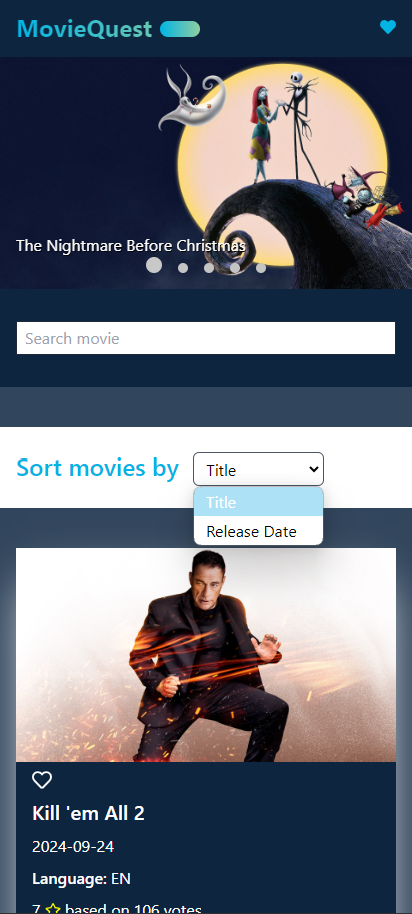 MovieQuest
The Nightmare Before Christmas
Search movie
Sort movies by
Title
Title
Release Date
Kill 'em All 2
2024-09-24
Language: EN
7 based on 106 votes